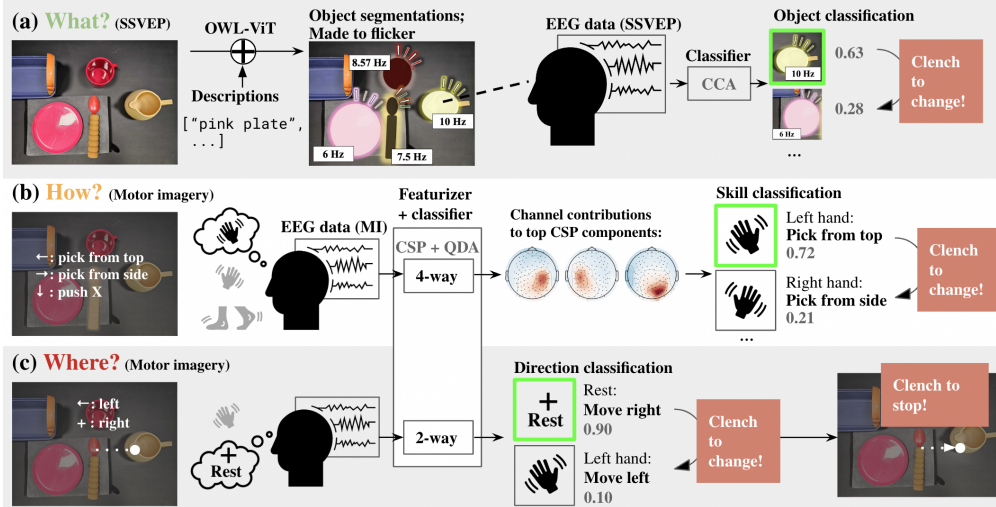 (a) What? (SSVEP)
OWL-ViT
Descriptions
["pink plate",
...]
Object segmentations;
Made to flicker
8.57 Hz
10 Hz
6 Hz
7.5 Hz
EEG data (SSVEP)
Classifier
CCA
Object classification
10 Hz
0.63
6 Hz
0.28
...
Clench
to
change!
(b) How? (Motor imagery)
←: pick from top
→: pick from side
↓: push X
EEG data (MI)
Featurizer
+ classifier
CSP + QDA
4-way
Channel contributions
to top CSP components:
Skill classification
Left hand:
Pick from top
0.72
Right hand:
Pick from side
0.21
...
Clench
to
change!
(c) Where? (Motor imagery)
←: left
+: right
+
Rest
2-way
Direction classification
+
Rest
Rest:
Move right
0.90
Left hand:
Move left
0.10
Clench
to
change!
Clench to
stop!